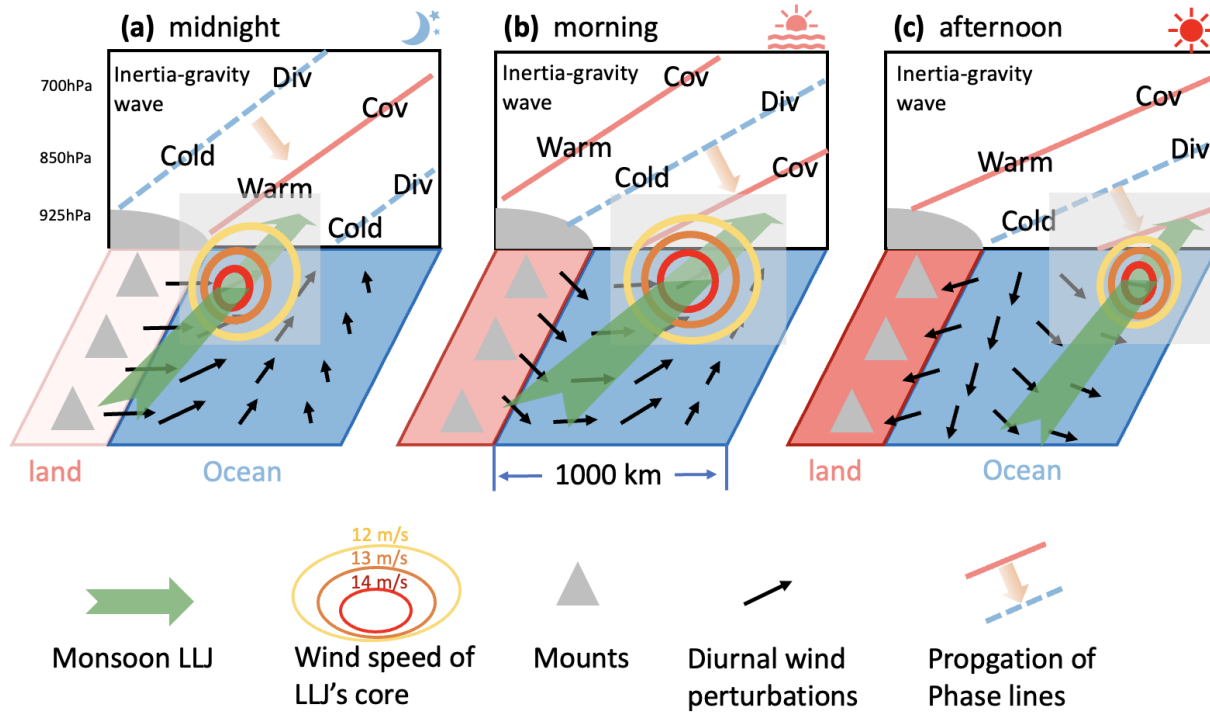 (a) midnight
(b) morning
(c) afternoon
700hPa
850hPa
925hPa
Inertia-gravity
wave
Div
Cov
Cold
Warm
Div
Cold
Inertia-gravity
wave
Cov
Div
Warm
Cold
Cov
Inertia-gravity
wave
Cov
Div
Warm
Cold
land
Ocean
1000 km
land
Ocean
12 m/s
13 m/s
14 m/s
Monsoon LLJ
Wind speed of
LLJ's core
Mounts
Diurnal wind
perturbations
Propgation of
Phase lines